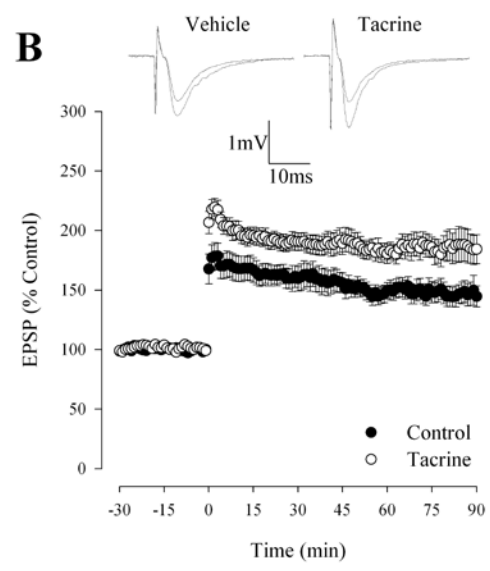 B
Vehicle
Tacrine
1mV
10ms
300
250
200
150
100
50
0
EPSP (% Control)
Control
Tacrine
-30 -15 0 15 30 45 60 75 90
Time (min)